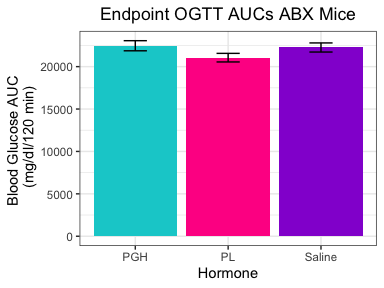 Endpoint OGTT AUCs ABX Mice
Blood Glucose AUC
(mg/dl/120 min)
20000
15000
10000
5000
0
PGH PL Saline
Hormone